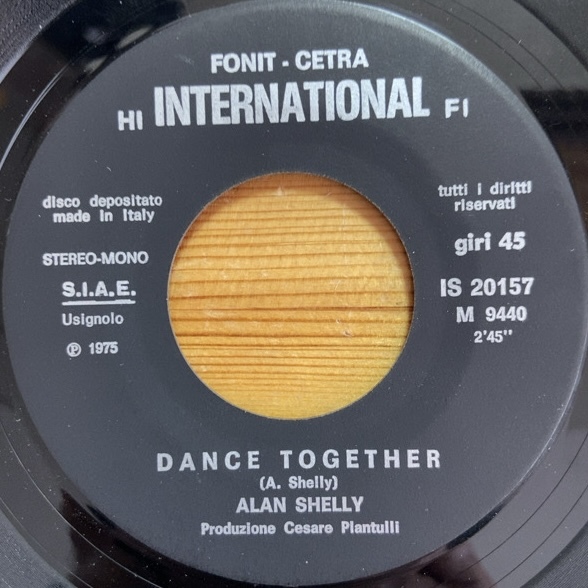 FONIT - CETRA
HI INTERNATIONAL FI
disco depositato
made in Italy
STEREO-MONO
S.I.A.E.
Usignolo
℗ 1975
tutti i diritti
riservati
giri 45
IS 20157
M 9440
2'45"
DANCE TOGETHER
(A. Shelly)
ALAN SHELLY
Produzione Cesare Piantulli